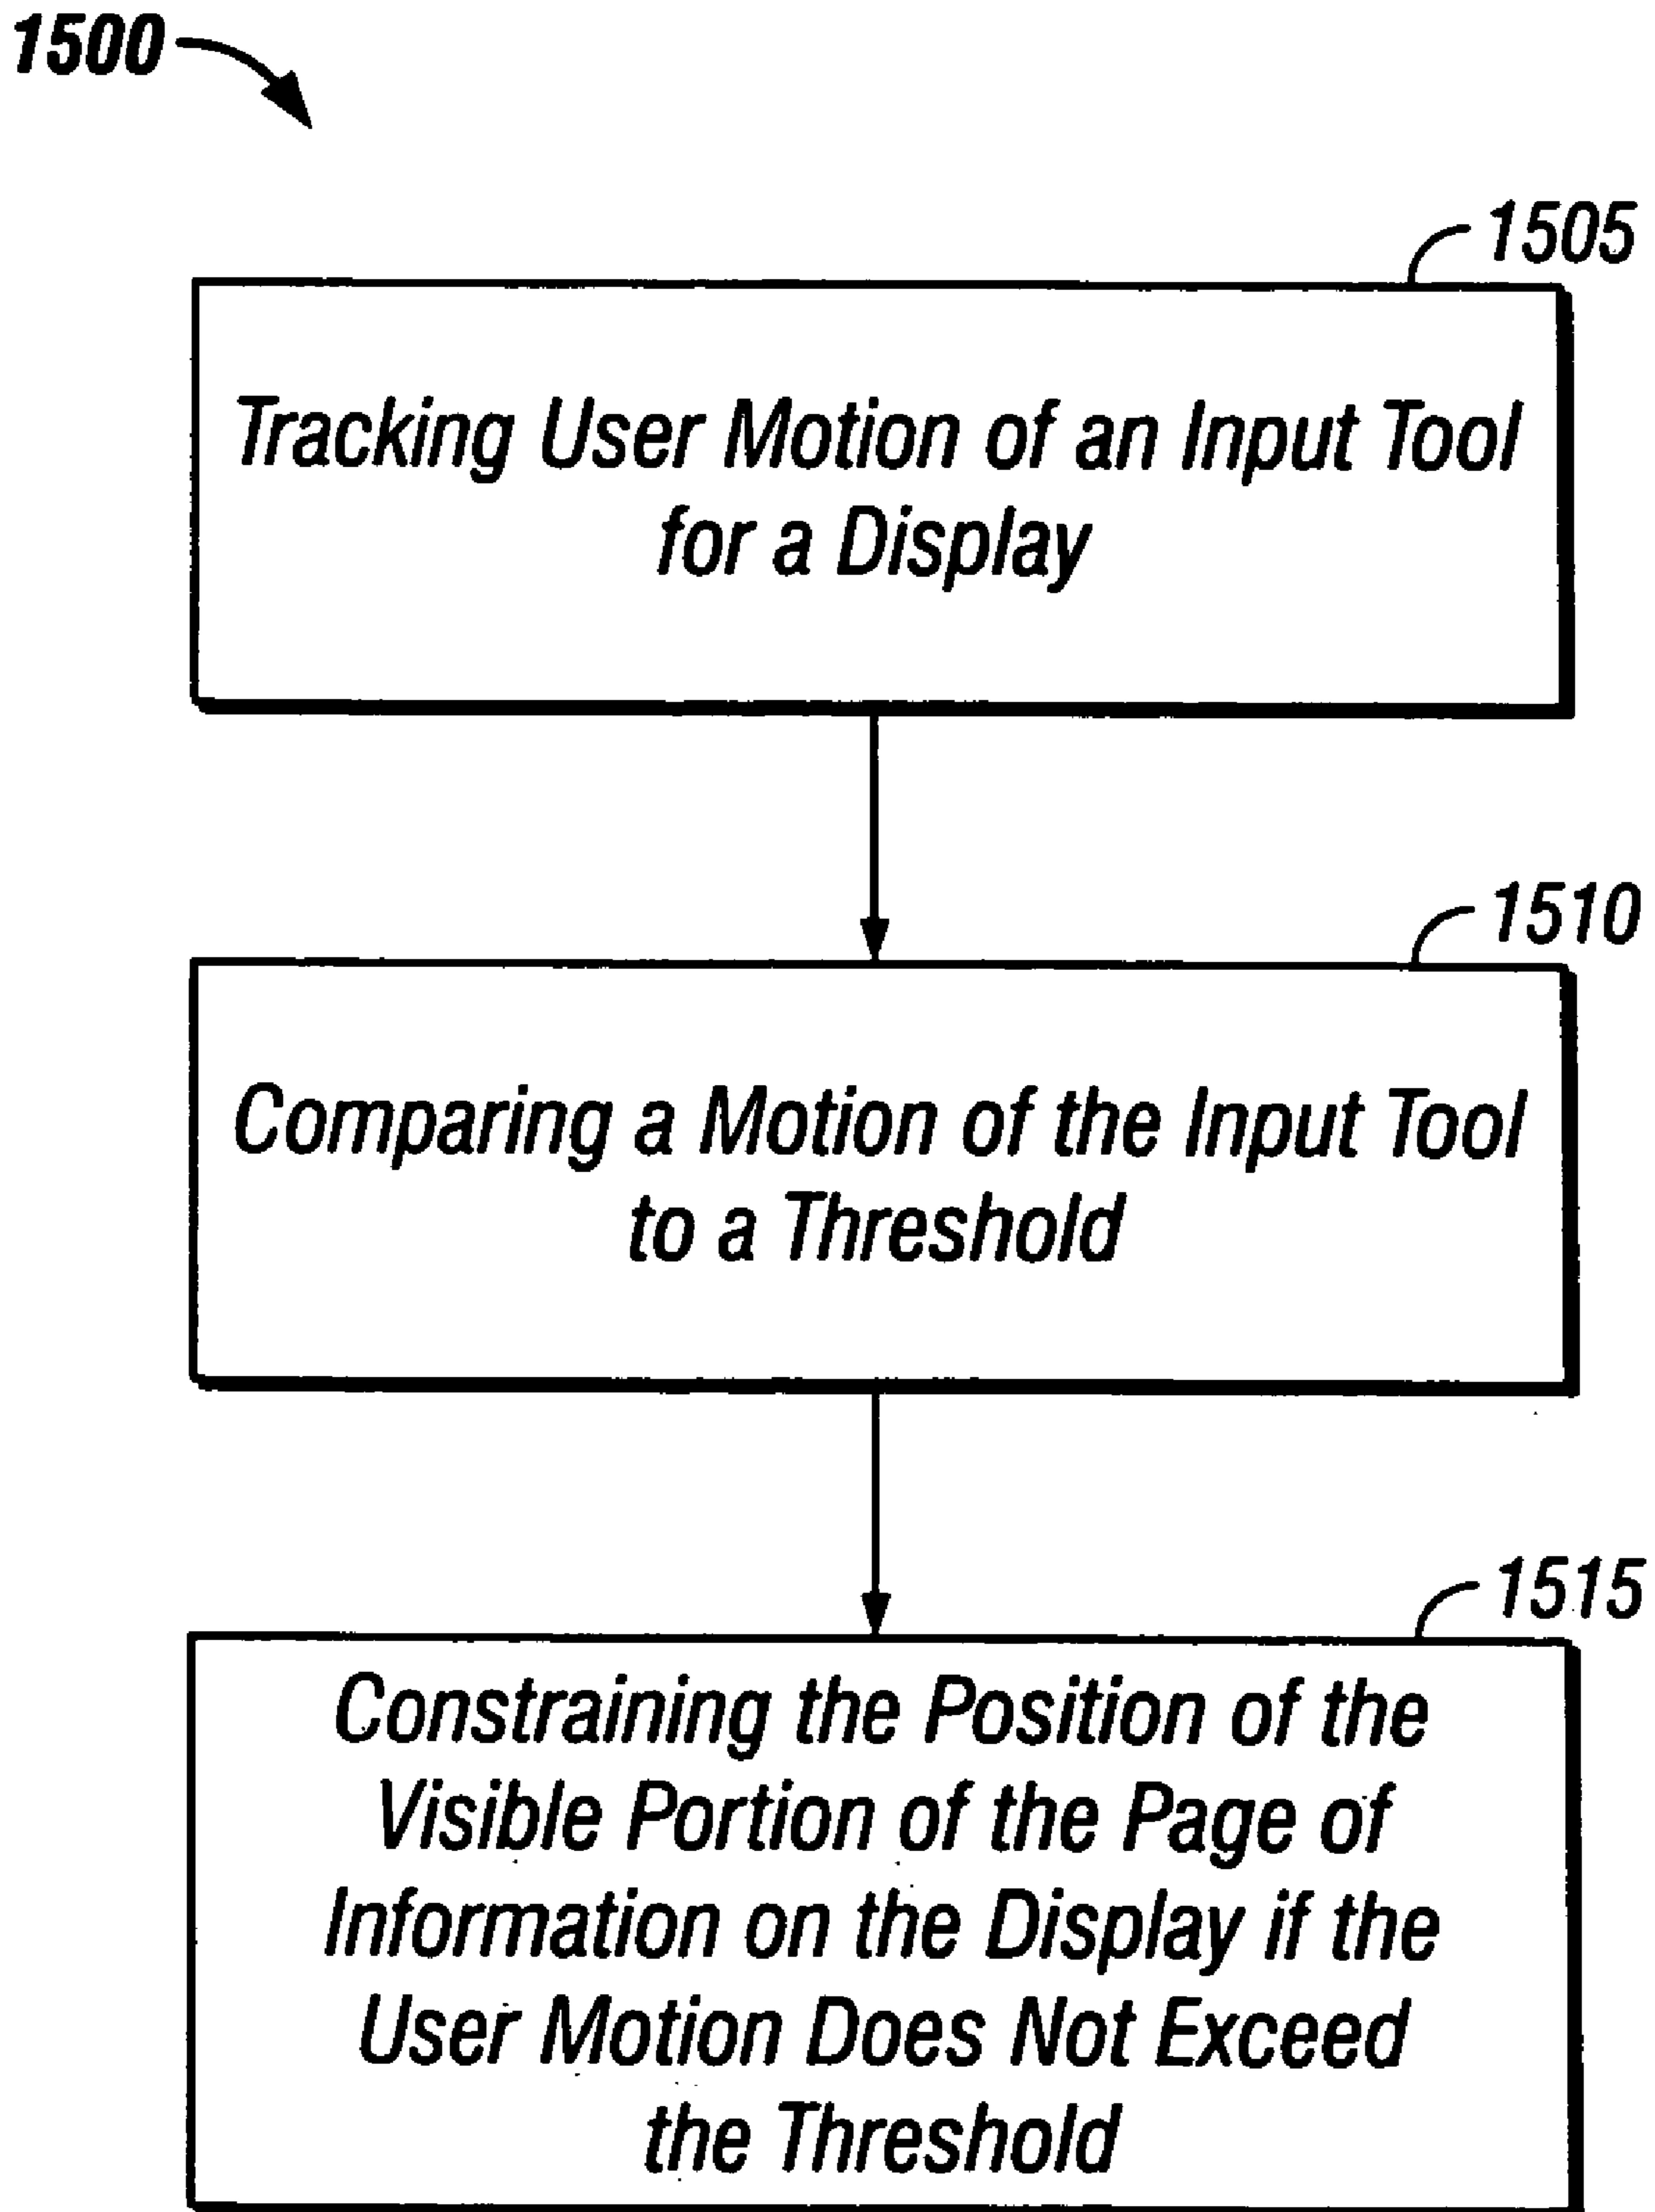 1500
1505
Tracking User Motion of an Input Tool
for a Display
1510
Comparing a Motion of the Input Tool
to a Threshold
1515
Constraining the Position of the
Visible Portion of the Page of
Information on the Display if the
User Motion Does Not Exceed
the Threshold